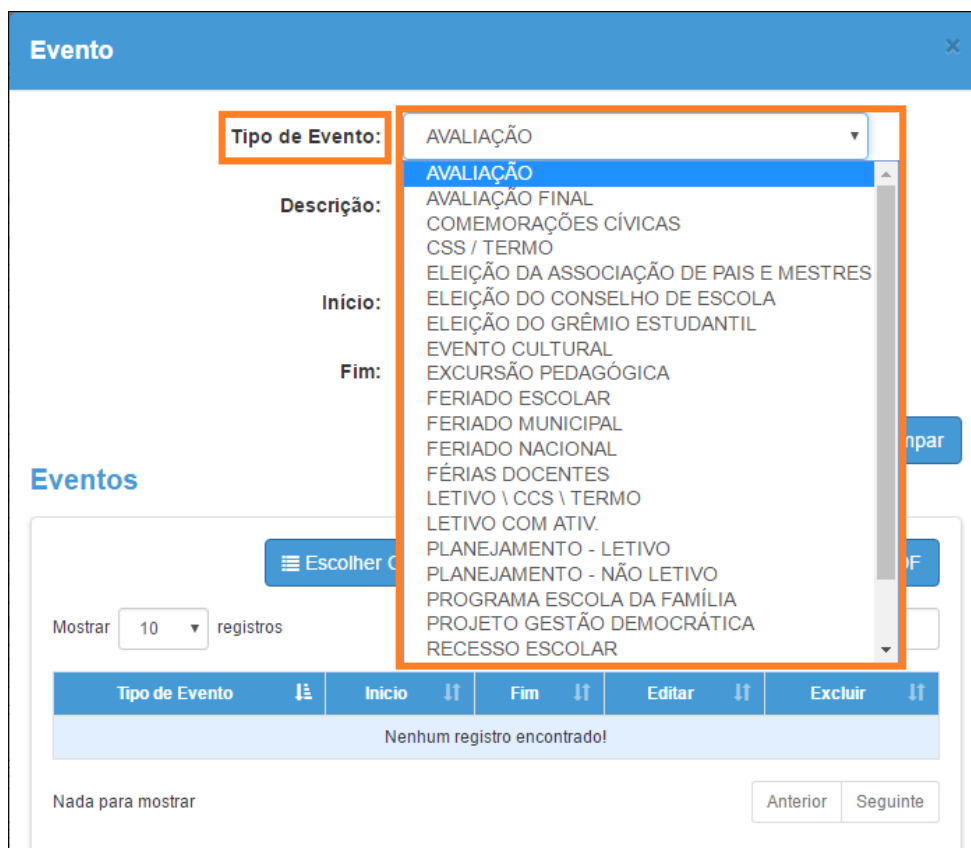 Evento ×
Tipo de Evento: AVALIAÇÃO
AVALIAÇÃO
AVALIAÇÃO FINAL
Descrição:
COMEMORAÇÕES CÍVICAS
CSS / TERMO
ELEIÇÃO DA ASSOCIAÇÃO DE PAIS E MESTRES
Início:
ELEIÇÃO DO CONSELHO DE ESCOLA
ELEIÇÃO DO GRÊMIO ESTUDANTIL
EVENTO CULTURAL
Fim:
EXCURSÃO PEDAGÓGICA
FERIADO ESCOLAR
FERIADO MUNICIPAL
FERIADO NACIONAL
FÉRIAS DOCENTES
LETIVO \ CCS \ TERMO
LETIVO COM ATIV.
PLANEJAMENTO - LETIVO
PLANEJAMENTO - NÃO LETIVO
PROGRAMA ESCOLA DA FAMÍLIA
PROJETO GESTÃO DEMOCRÁTICA
RECESSO ESCOLAR
Eventos
Escolher
Mostrar 10 registros
Tipo de Evento Inicio Fim Editar Excluir
Nenhum registro encontrado!
Nada para mostrar Anterior Seguinte